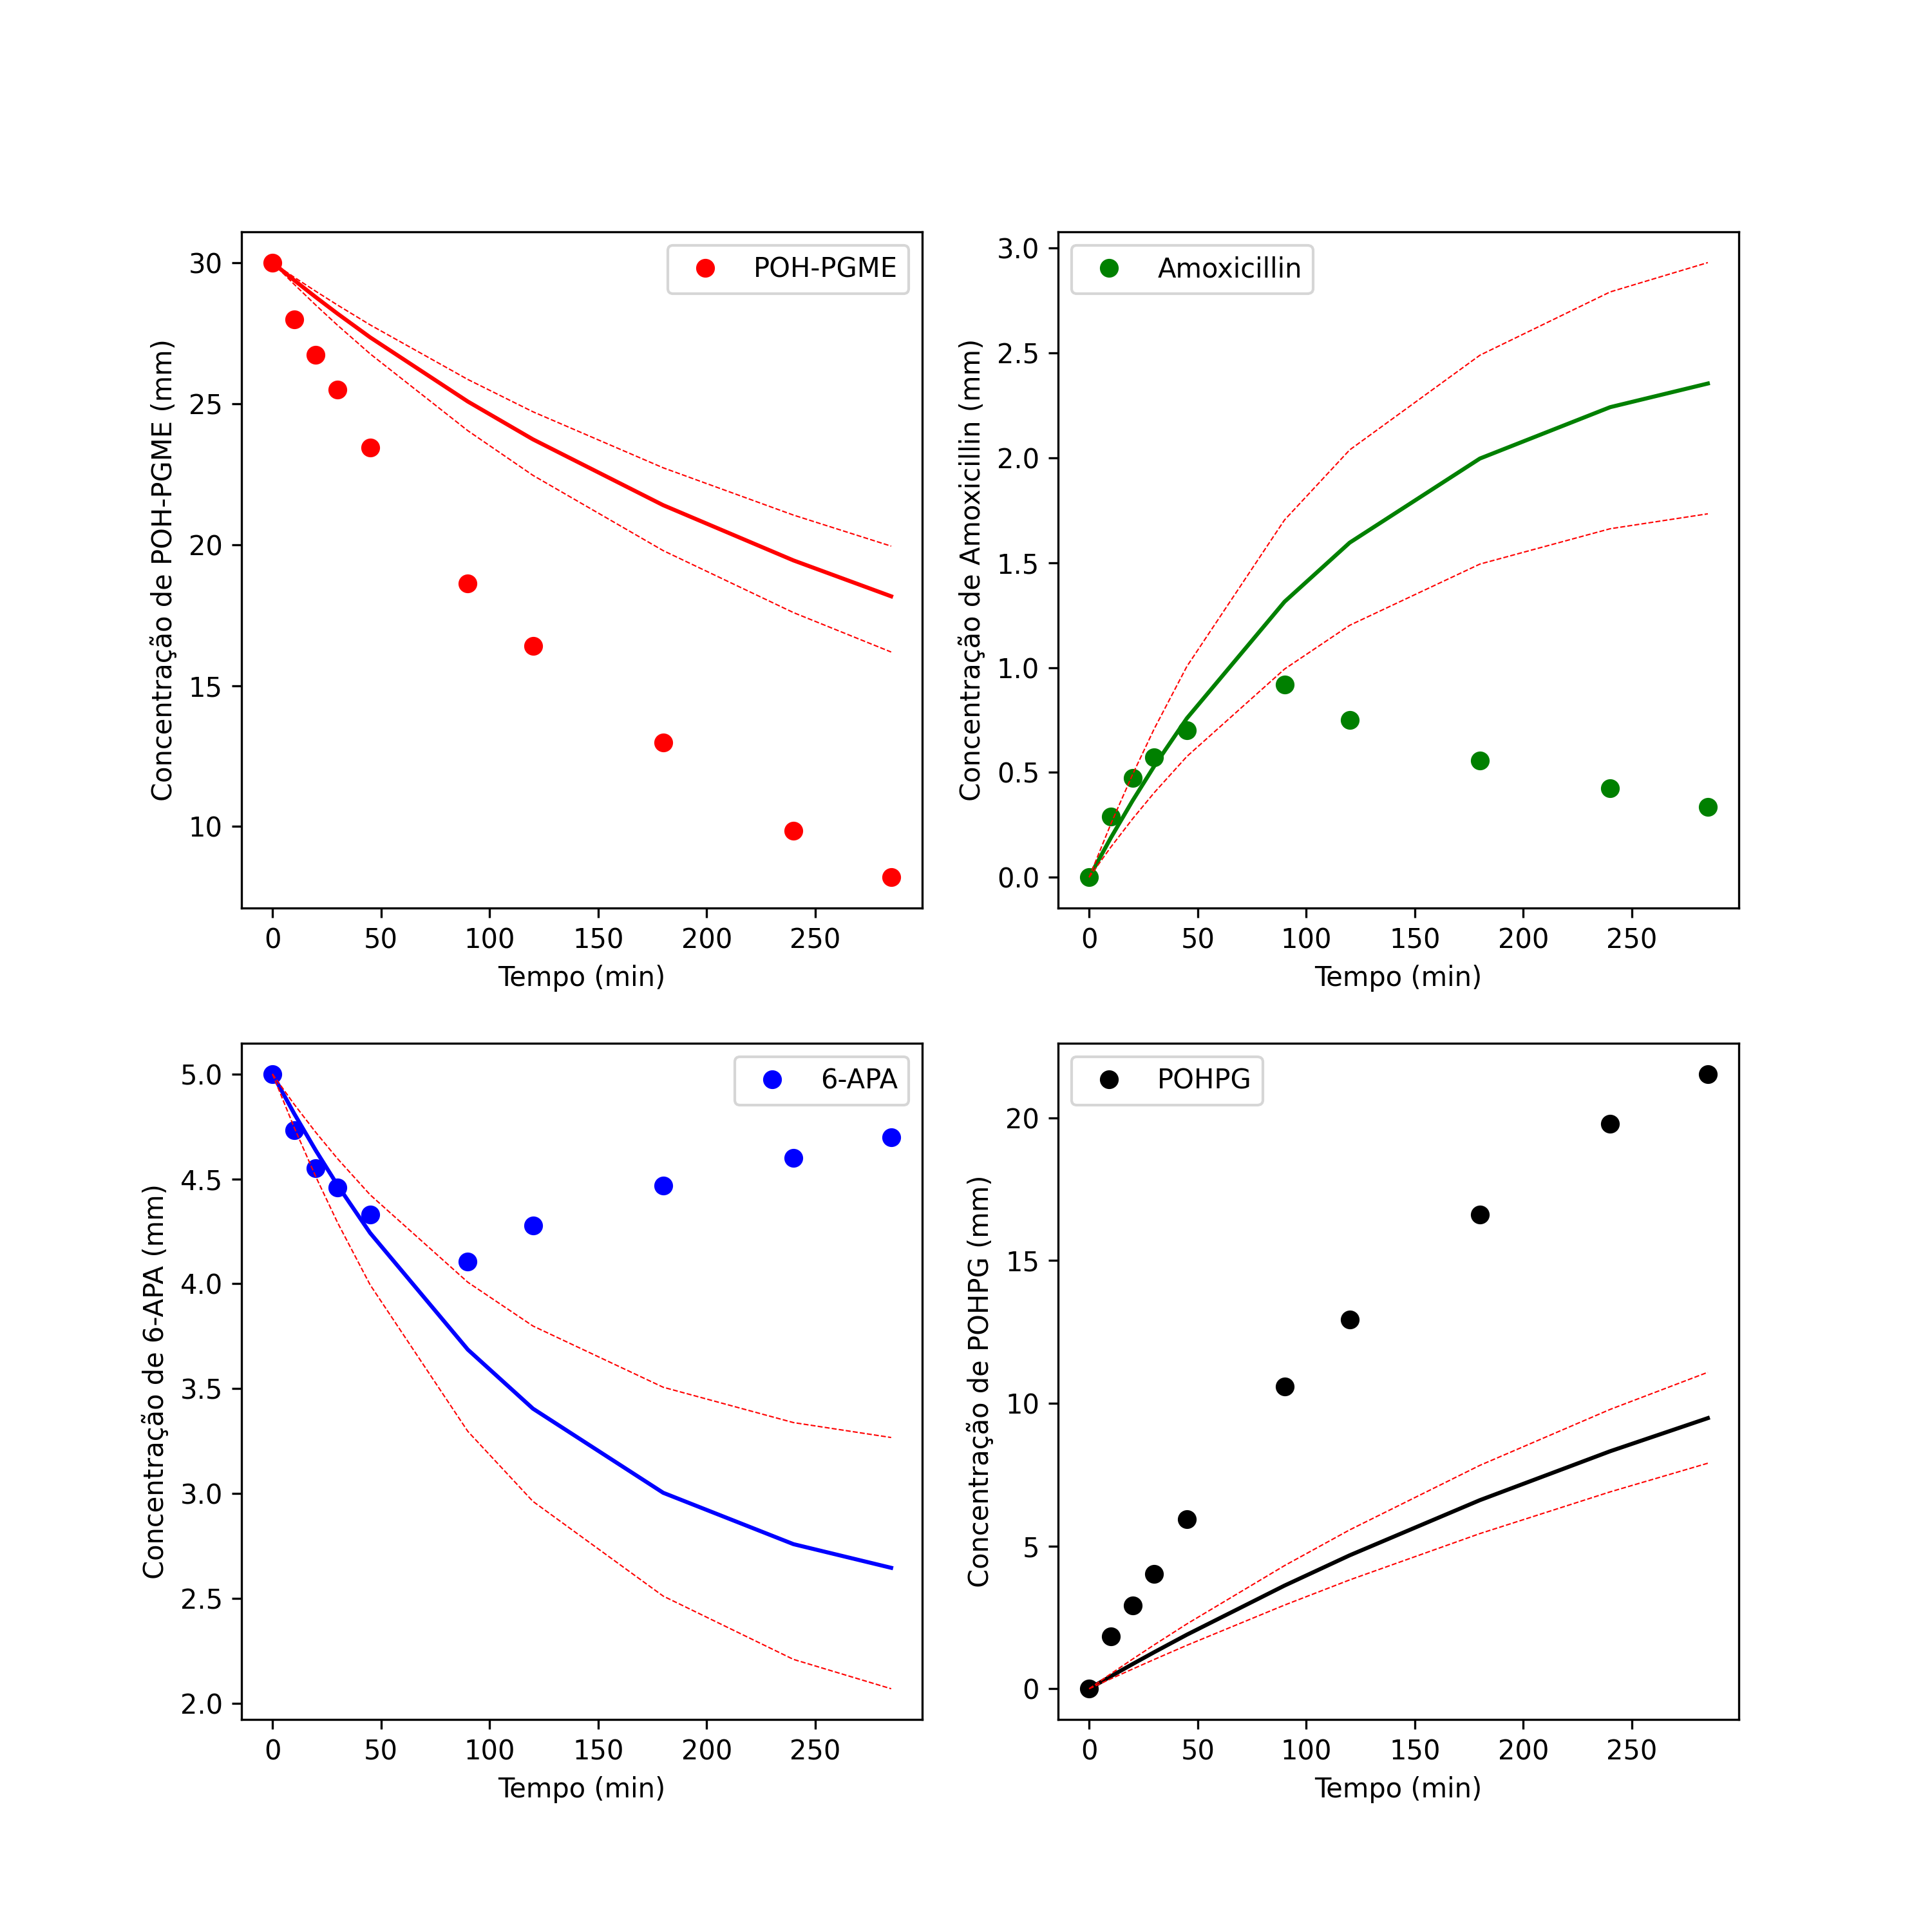 POH-PGME
30
25
20
15
10
Concentração de POH-PGME (mm)
0 50 100 150 200 250
Tempo (min)
Amoxicillin
3.0
2.5
2.0
1.5
1.0
0.5
0.0
Concentração de Amoxicillin (mm)
0 50 100 150 200 250
Tempo (min)
6-APA
5.0
4.5
4.0
3.5
3.0
2.5
2.0
Concentração de 6-APA (mm)
0 50 100 150 200 250
Tempo (min)
POHPG
20
15
10
5
0
Concentração de POHPG (mm)
0 50 100 150 200 250
Tempo (min)